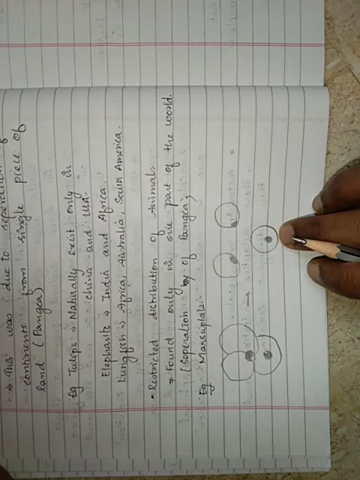 → This was due to seperation of
continents from single piece of
land (Pangea
Eg Tulips → Naturally Exist only in
china and USA.
Elephants → India and Africa
Lungfish → Africa, Australia, South America.
• Restricted distribution of Animals.
→ Found only in one part of the world.
(seperation of Pangea)
Eg → Marsupials.